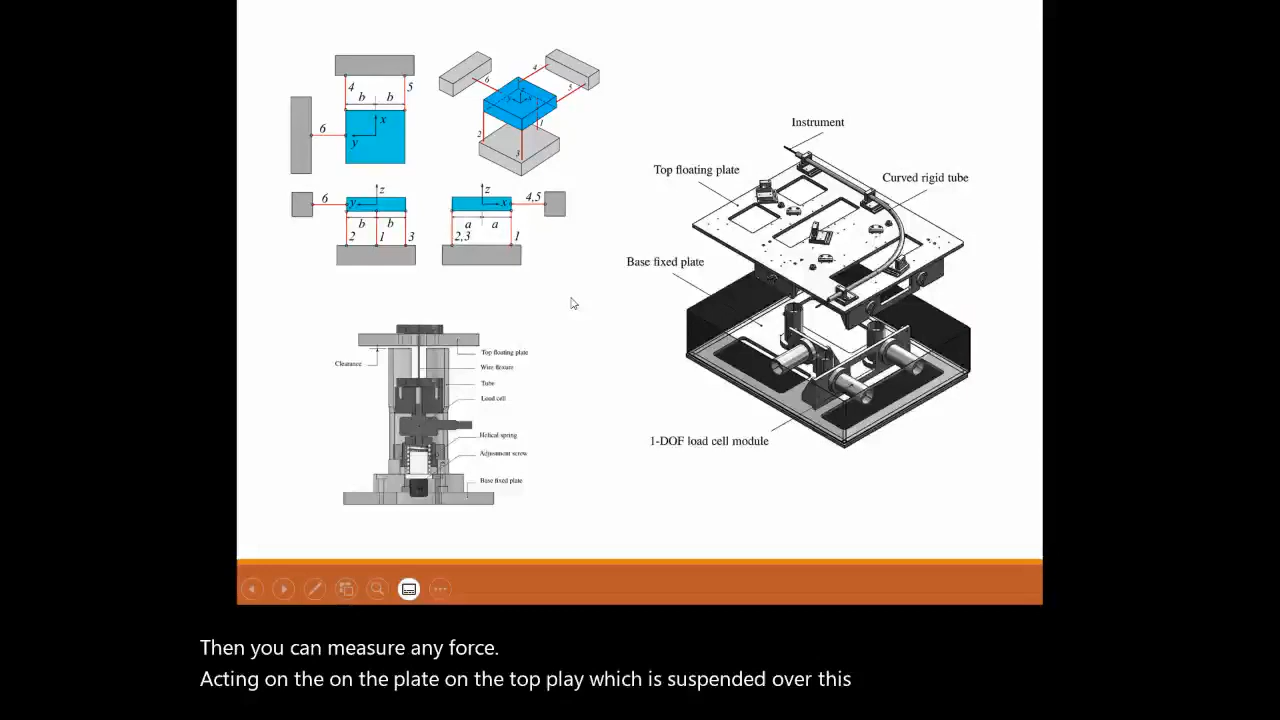 4
5
b
b
x
6
y
6
4
5
2
1
3
z
6
y
b
b
2
1
3
z
x
4,5
a
a
2,3
1
Instrument
Top floating plate
Curved rigid tube
Base fixed plate
1-DOF load cell module
Clearance
Top floating plate
Wire flexure
Tube
Load cell
Helical spring
Adjustment screw
Base fixed plate
Then you can measure any force.
Acting on the on the plate on the top play which is suspended over this